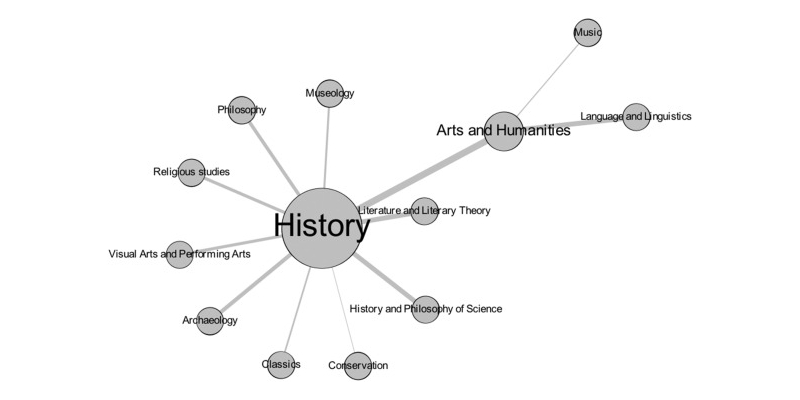 Music
Museology
Philosophy
Language and Linguistics
Arts and Humanities
Religious studies
Literature and Literary Theory
History
Visual Arts and Performing Arts
History and Philosophy of Science
Archaeology
Classics
Conservation